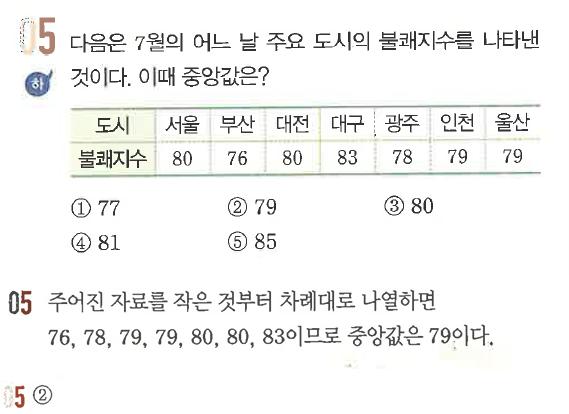 05 다음은 7월의 어느 날 주요 도시의 불쾌지수를 나타낸
하 것이다. 이때 중앙값은?
도시 서울 부산 대전 대구 광주 인천 울산
불쾌지수 80 76 80 83 78 79 79
① 77 ② 79 ③ 80
④ 81 ⑤ 85
05 주어진 자료를 작은 것부터 차례대로 나열하면
76, 78, 79, 79, 80, 80, 83이므로 중앙값은 79이다.
05 ②